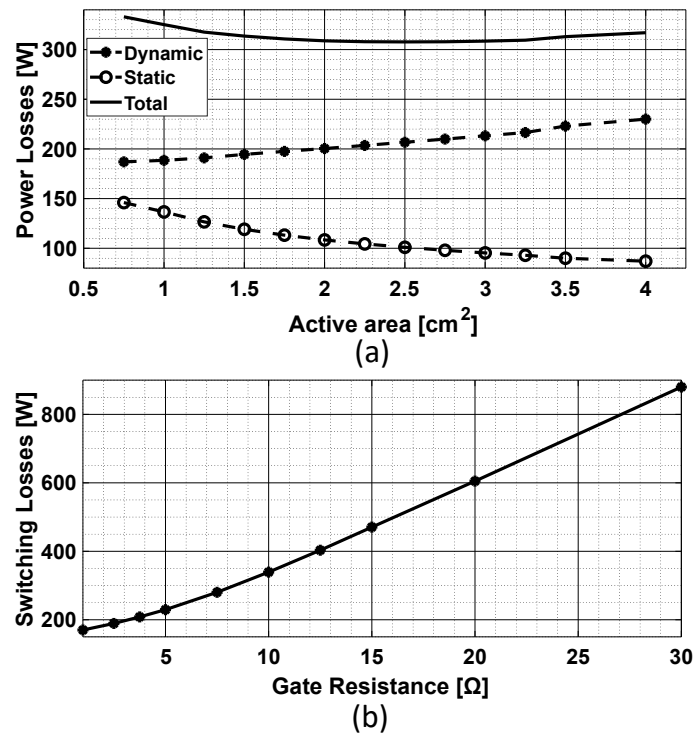 Power Losses [W]
300
250
200
150
100
Dynamic
Static
Total
0.5 1 1.5 2 2.5 3 3.5 4
Active area [cm²]
(a)
Switching Losses [W]
800
600
400
200
5 10 15 20 25 30
Gate Resistance [Ω]
(b)